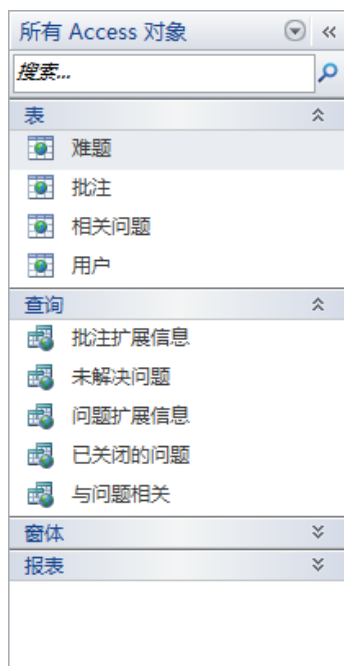 所有 Access 对象
搜索...
表
难题
批注
相关问题
用户
查询
批注扩展信息
未解决问题
问题扩展信息
已关闭的问题
与问题相关
窗体
报表